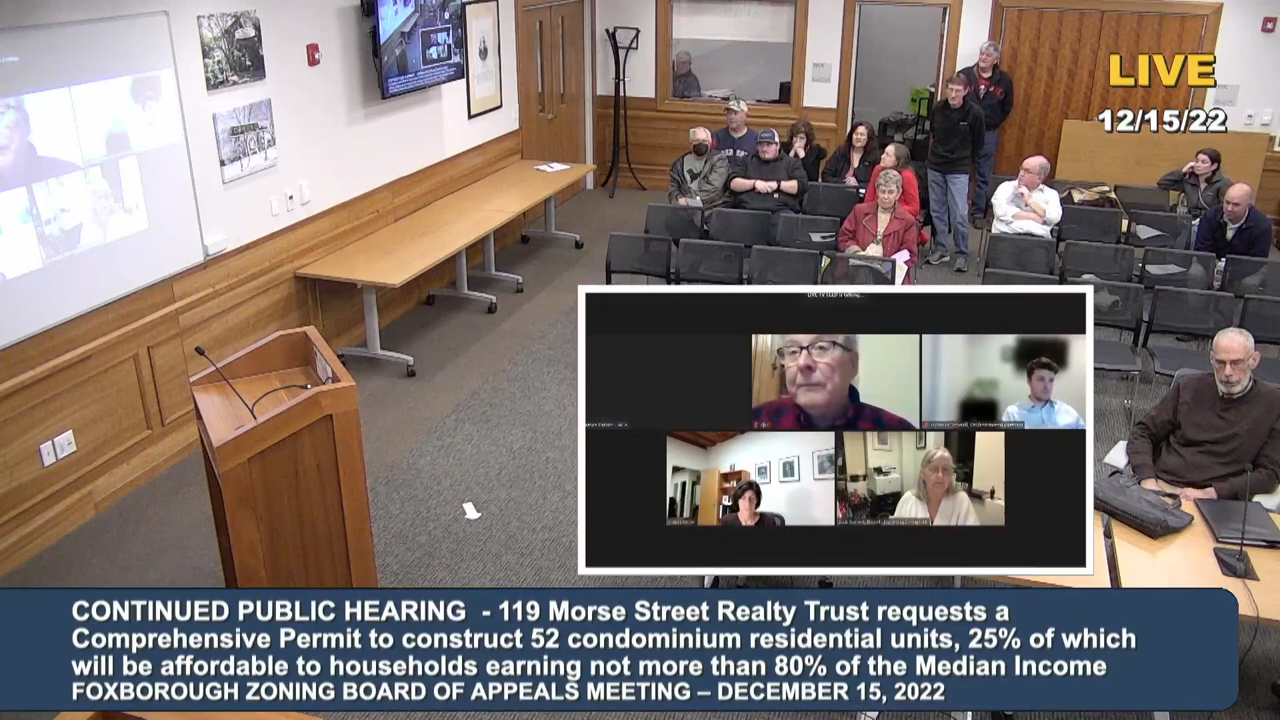 LIVE
12/15/22
CONTINUED PUBLIC HEARING - 119 Morse Street Realty Trust requests a
Comprehensive Permit to construct 52 condominium residential units, 25% of which
will be affordable to households earning not more than 80% of the Median Income
FOXBOROUGH ZONING BOARD OF APPEALS MEETING – DECEMBER 15, 2022